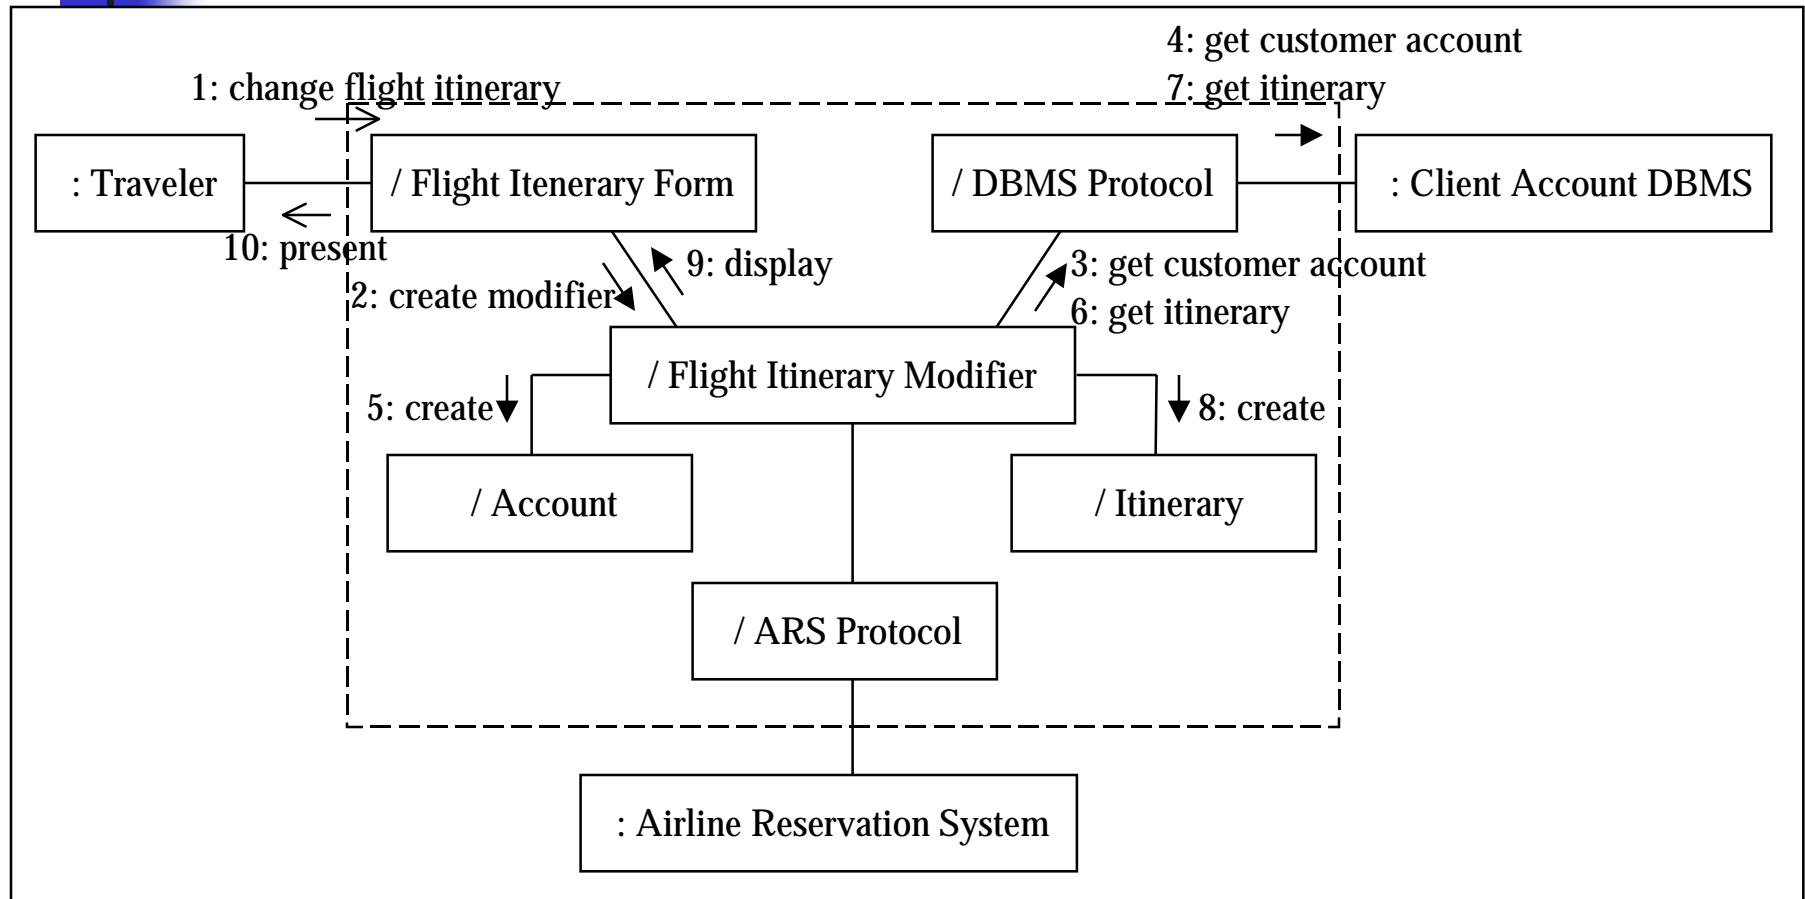 4: get customer account
1: change flight itinerary
7: get itinerary
: Traveler
/ Flight Itenerary Form
/ DBMS Protocol
: Client Account DBMS
10: present
9: display
3: get customer account
2: create modifier
6: get itinerary
/ Flight Itinerary Modifier
5: create
8: create
/ Account
/ Itinerary
/ ARS Protocol
: Airline Reservation System